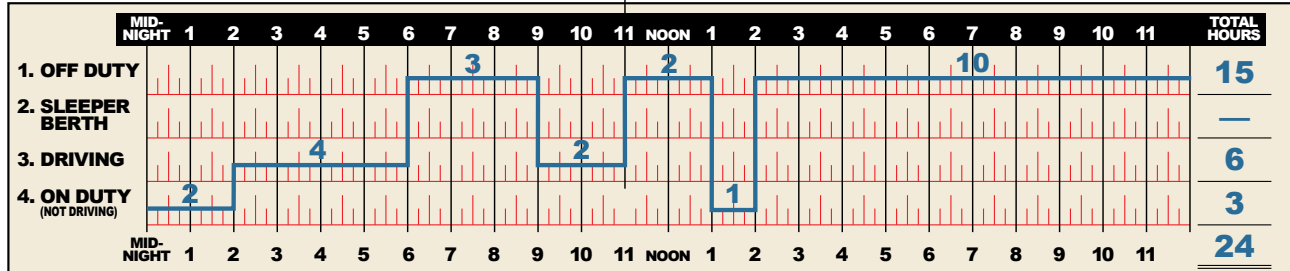 MID-NIGHT 1 2 3 4 5 6 7 8 9 10 11 NOON 1 2 3 4 5 6 7 8 9 10 11 TOTAL HOURS
1. OFF DUTY 3 2 10 15
2. SLEEPER BERTH —
3. DRIVING 4 2 6
4. ON DUTY 2 1 3
(NOT DRIVING)
MID-NIGHT 1 2 3 4 5 6 7 8 9 10 11 NOON 1 2 3 4 5 6 7 8 9 10 11 24